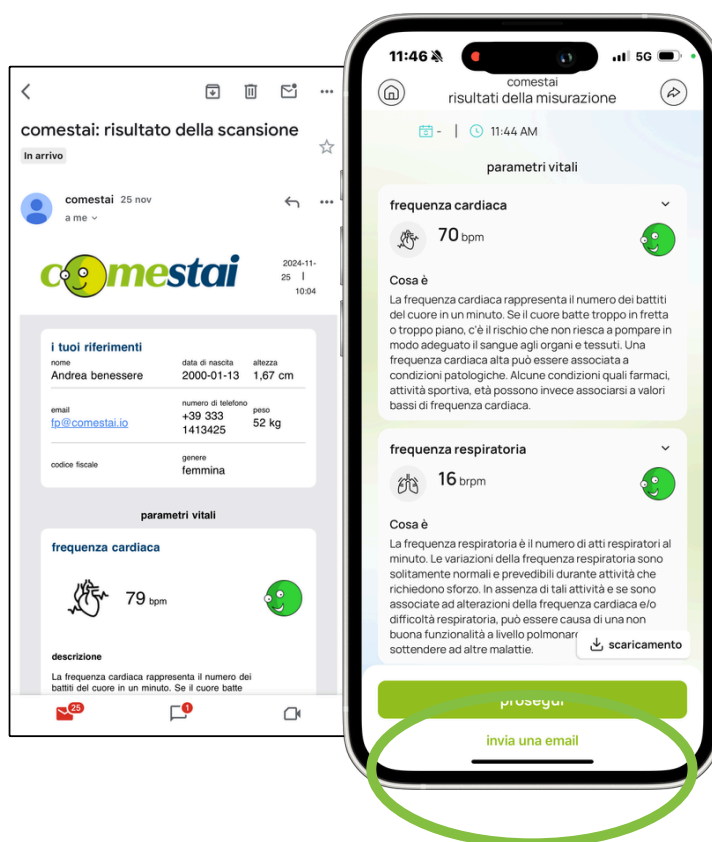 comestai: risultato della scansione
In arrivo
comestai 25 nov
a me
comestai
2024-11-
25 |
10:04
i tuoi riferimenti
nome
Andrea benessere
data di nascita
2000-01-13
altezza
1,67 cm
email
fp@comestai.io
numero di telefono
+39 333
1413425
peso
52 kg
codice fiscale
genere
femmina
parametri vitali
frequenza cardiaca
79 bpm
descrizione
La frequenza cardiaca rappresenta il numero dei
battiti del cuore in un minuto. Se il cuore batte
25
1
11:46
5G
comestai
risultati della misurazione
- | 11:44 AM
parametri vitali
frequenza cardiaca
70 bpm
Cosa è
La frequenza cardiaca rappresenta il numero dei battiti
del cuore in un minuto. Se il cuore batte troppo in fretta
o troppo piano, c'è il rischio che non riesca a pompare in
modo adeguato il sangue agli organi e tessuti. Una
frequenza cardiaca alta può essere associata a
condizioni patologiche. Alcune condizioni quali farmaci,
attività sportiva, età possono invece associarsi a valori
bassi di frequenza cardiaca.
frequenza respiratoria
16 brpm
Cosa è
La frequenza respiratoria è il numero di atti respiratori al
minuto. Le variazioni della frequenza respiratoria sono
solitamente normali e prevedibili durante attività che
richiedono sforzo. In assenza di tali attività e se sono
associate ad alterazioni della frequenza cardiaca e/o
difficoltà respiratoria, può essere causa di una non
buona funzionalità a livello polmonar
sottendere ad altre malattie.
scaricamento
prosegui
invia una email